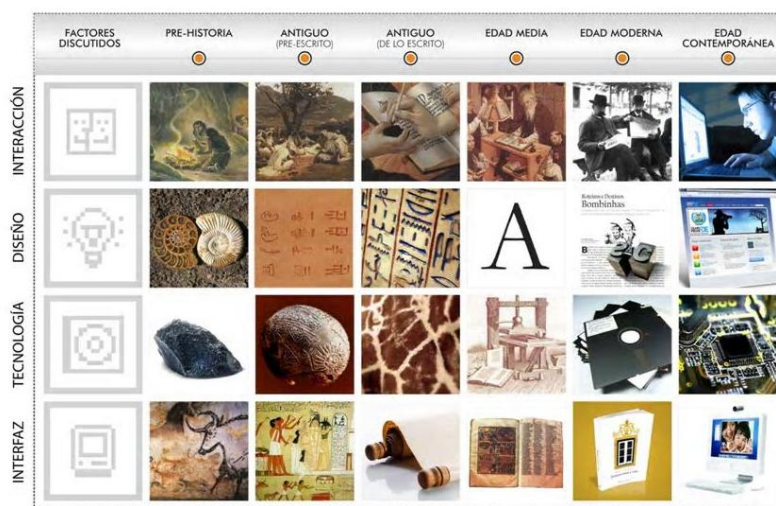 FACTORES
DISCUTIDOS
PRE-HISTORIA
ANTIGUO
(PRE-ESCRITO)
ANTIGUO
(DE LO ESCRITO)
EDAD MEDIA
EDAD MODERNA
EDAD
CONTEMPORÁNEA
INTERACCIÓN
DISEÑO
A
Bombinhas
TECNOLOGÍA
INTERFAZ